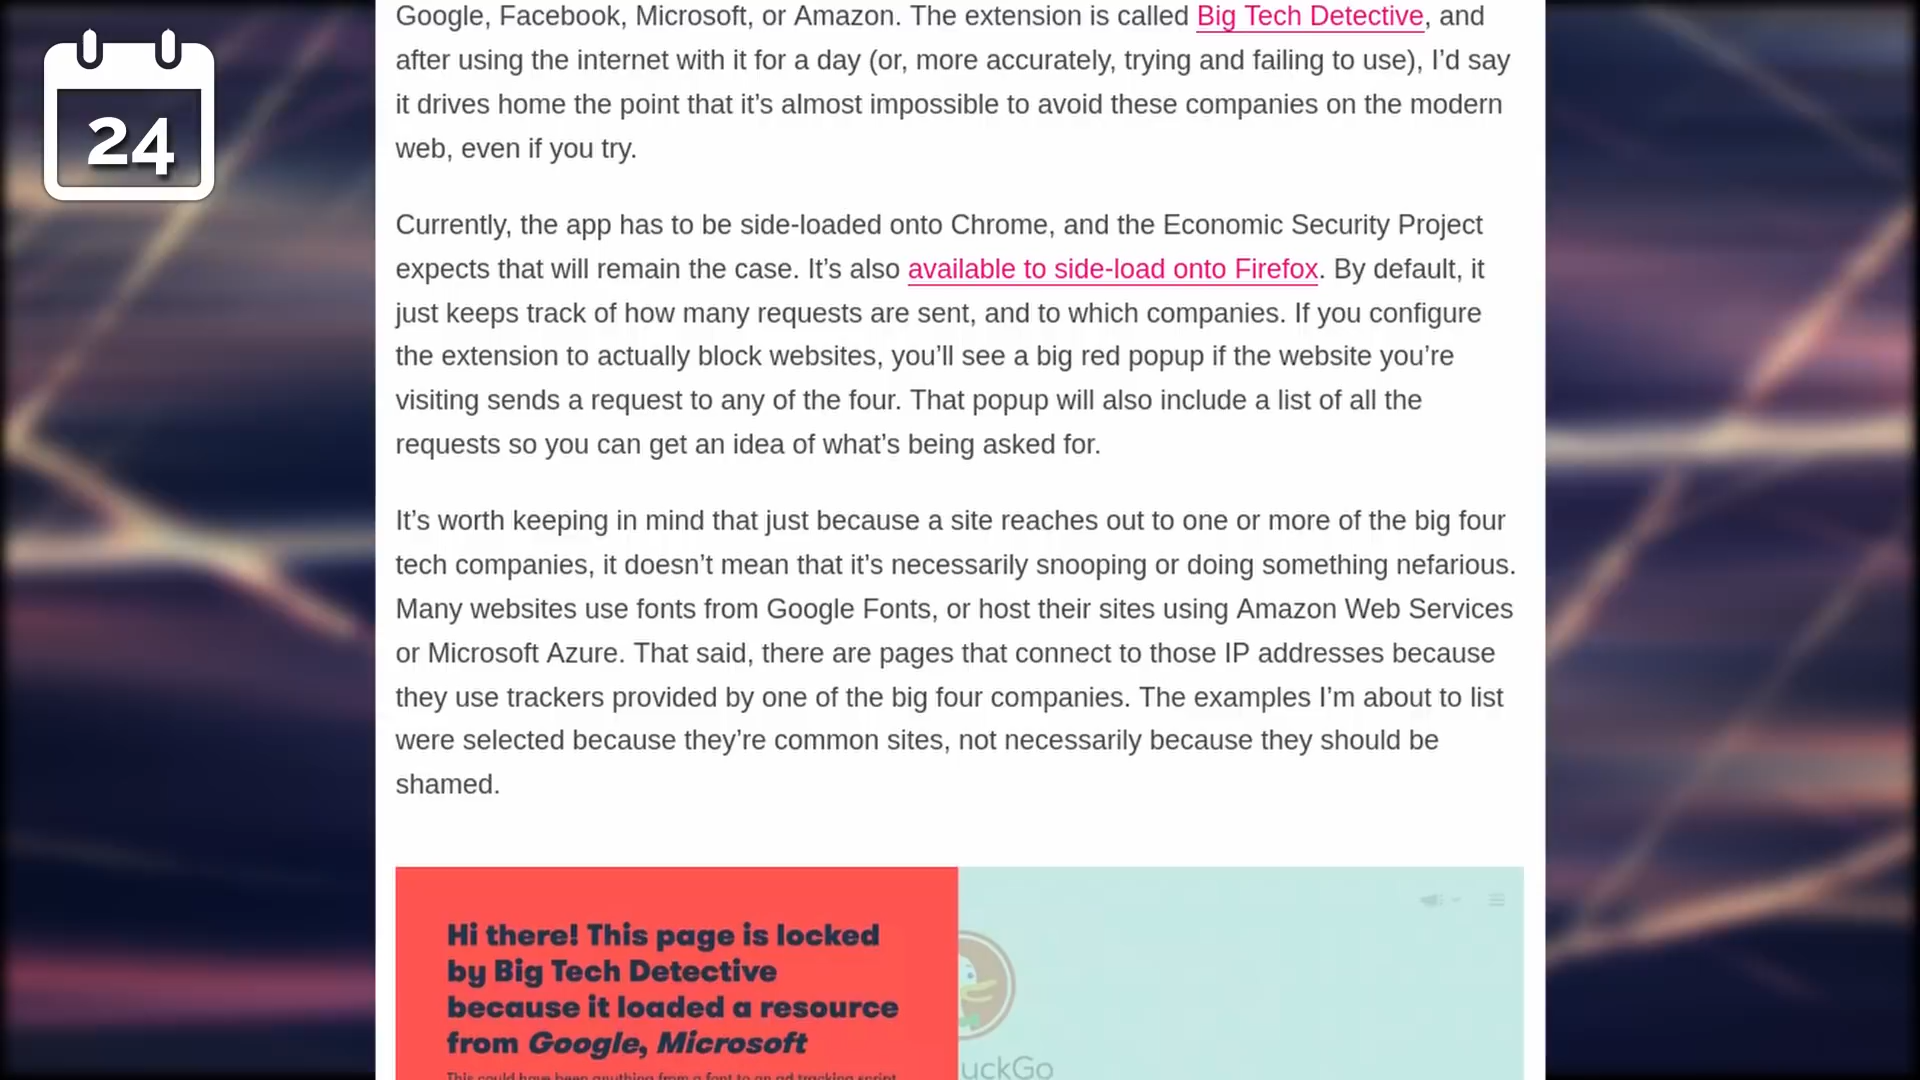 24
Google, Facebook, Microsoft, or Amazon. The extension is called Big Tech Detective, and
after using the internet with it for a day (or, more accurately, trying and failing to use), I’d say
it drives home the point that it’s almost impossible to avoid these companies on the modern
web, even if you try.
Currently, the app has to be side-loaded onto Chrome, and the Economic Security Project
expects that will remain the case. It’s also available to side-load onto Firefox. By default, it
just keeps track of how many requests are sent, and to which companies. If you configure
the extension to actually block websites, you’ll see a big red popup if the website you’re
visiting sends a request to any of the four. That popup will also include a list of all the
requests so you can get an idea of what’s being asked for.
It’s worth keeping in mind that just because a site reaches out to one or more of the big four
tech companies, it doesn’t mean that it’s necessarily snooping or doing something nefarious.
Many websites use fonts from Google Fonts, or host their sites using Amazon Web Services
or Microsoft Azure. That said, there are pages that connect to those IP addresses because
they use trackers provided by one of the big four companies. The examples I’m about to list
were selected because they’re common sites, not necessarily because they should be
shamed.
Hi there! This page is locked
by Big Tech Detective
because it loaded a resource
from Google, Microsoft
This could have been anything from a font to an ad tracking script
uckGo